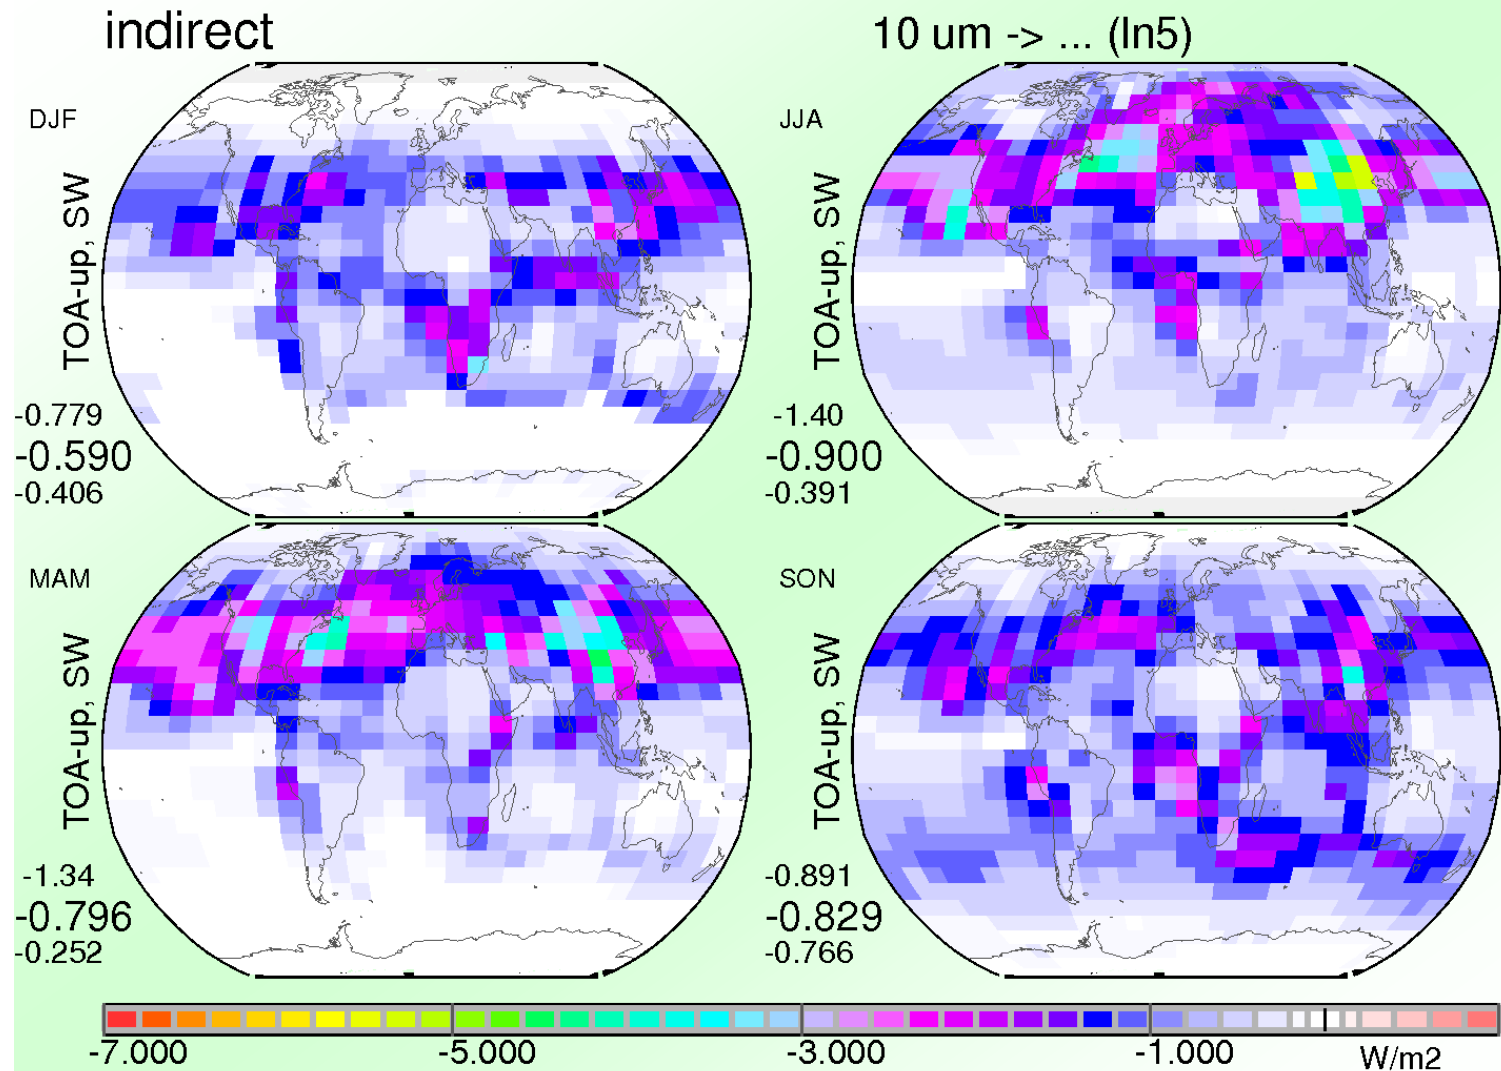 indirect
10 um -> ... (ln5)
DJF
TOA-up, SW
-0.779
-0.590
-0.406
JJA
TOA-up, SW
-1.40
-0.900
-0.391
MAM
TOA-up, SW
-1.34
-0.796
-0.252
SON
TOA-up, SW
-0.891
-0.829
-0.766
-7.000 -5.000 -3.000 -1.000 W/m2